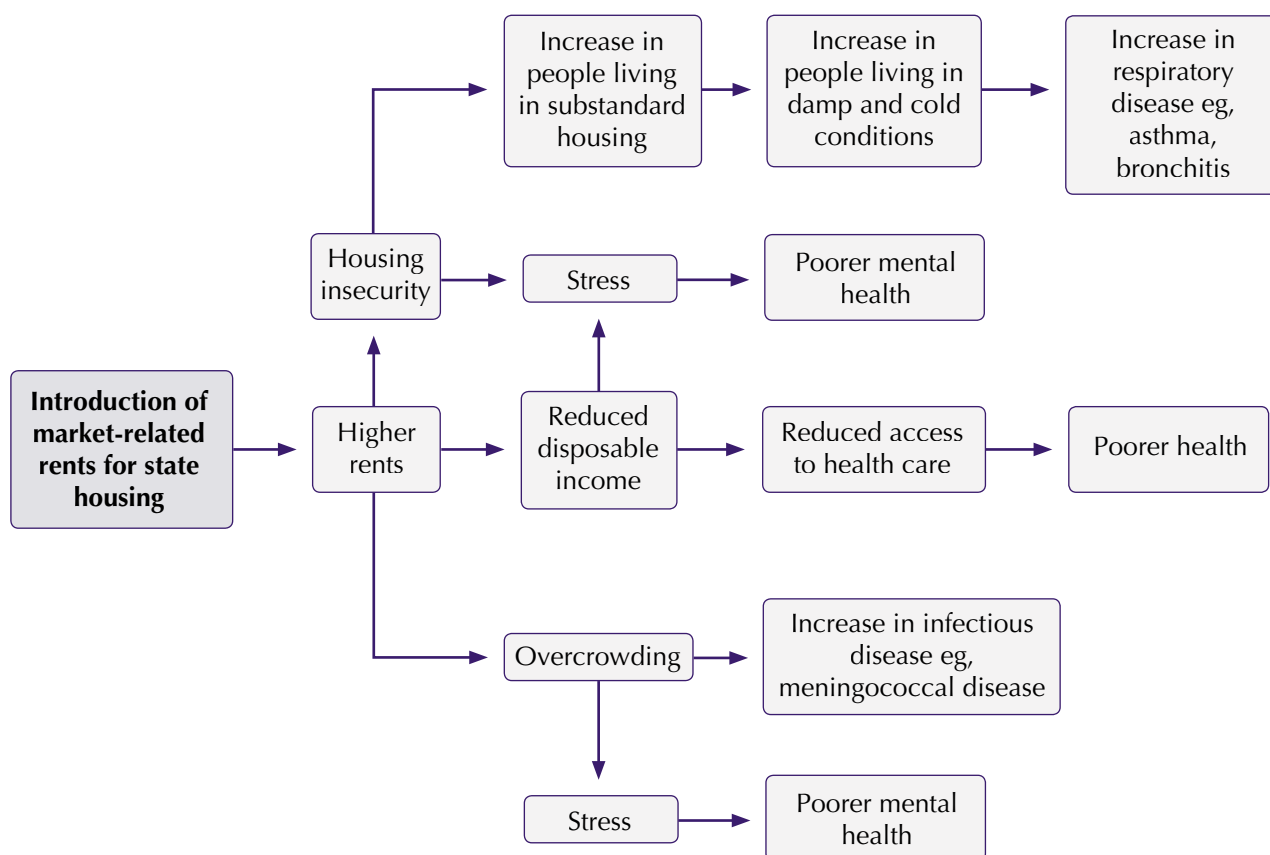 Increase in
people living
in substandard
housing
Increase in
people living in
damp and cold
conditions
Increase in
respiratory
disease eg,
asthma,
bronchitis
Housing
insecurity
Stress
Poorer mental
health
Introduction of
market-related
rents for state
housing
Higher
rents
Reduced
disposable
income
Reduced access
to health care
Poorer health
Overcrowding
Increase in infectious
disease eg,
meningococcal disease
Stress
Poorer mental
health